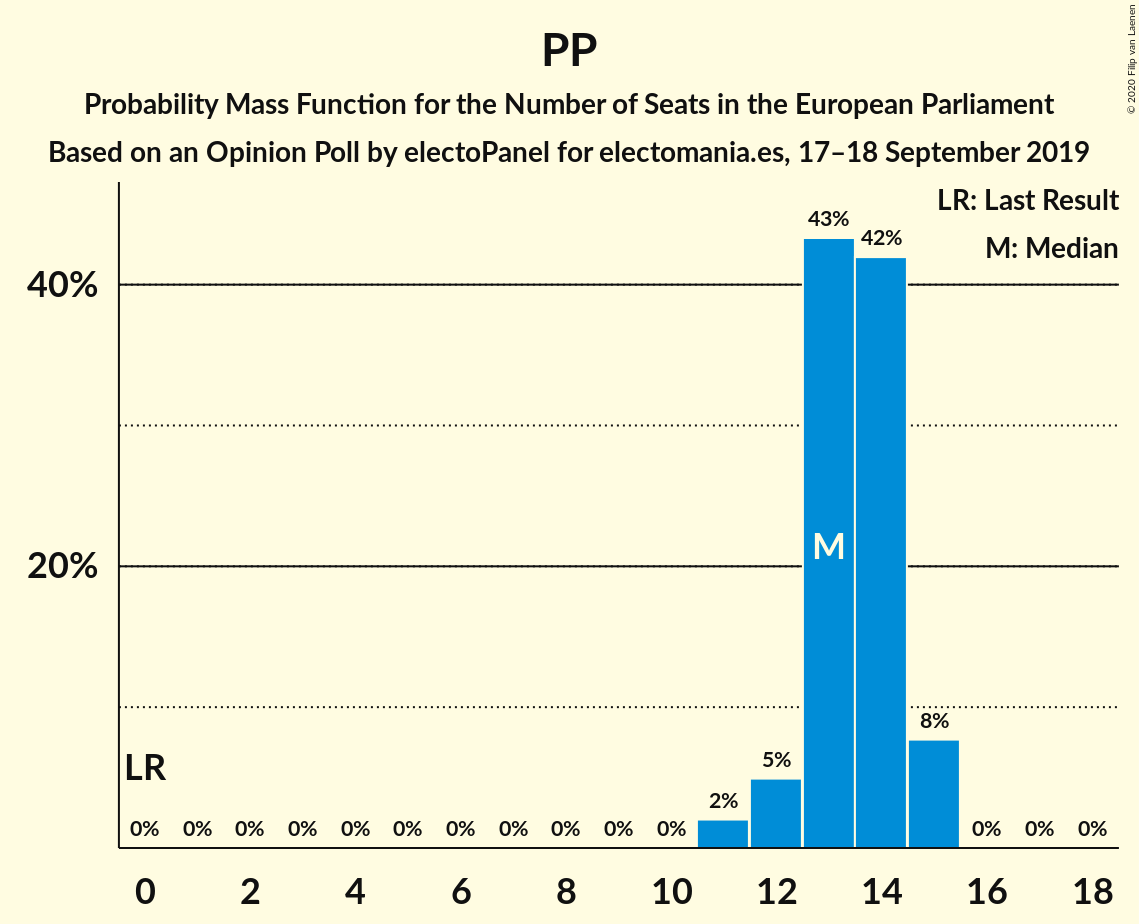 PP
Probability Mass Function for the Number of Seats in the European Parliament
Based on an Opinion Poll by electoPanel for electomania.es, 17–18 September 2019
© 2020 Filip van Laenen
LR: Last Result
M: Median
43%
42%
40%
M
20%
8%
5%
LR
2%
0% 0% 0% 0% 0% 0% 0% 0% 0% 0% 0% 0% 0% 0%
0 2 4 6 8 10 12 14 16 18